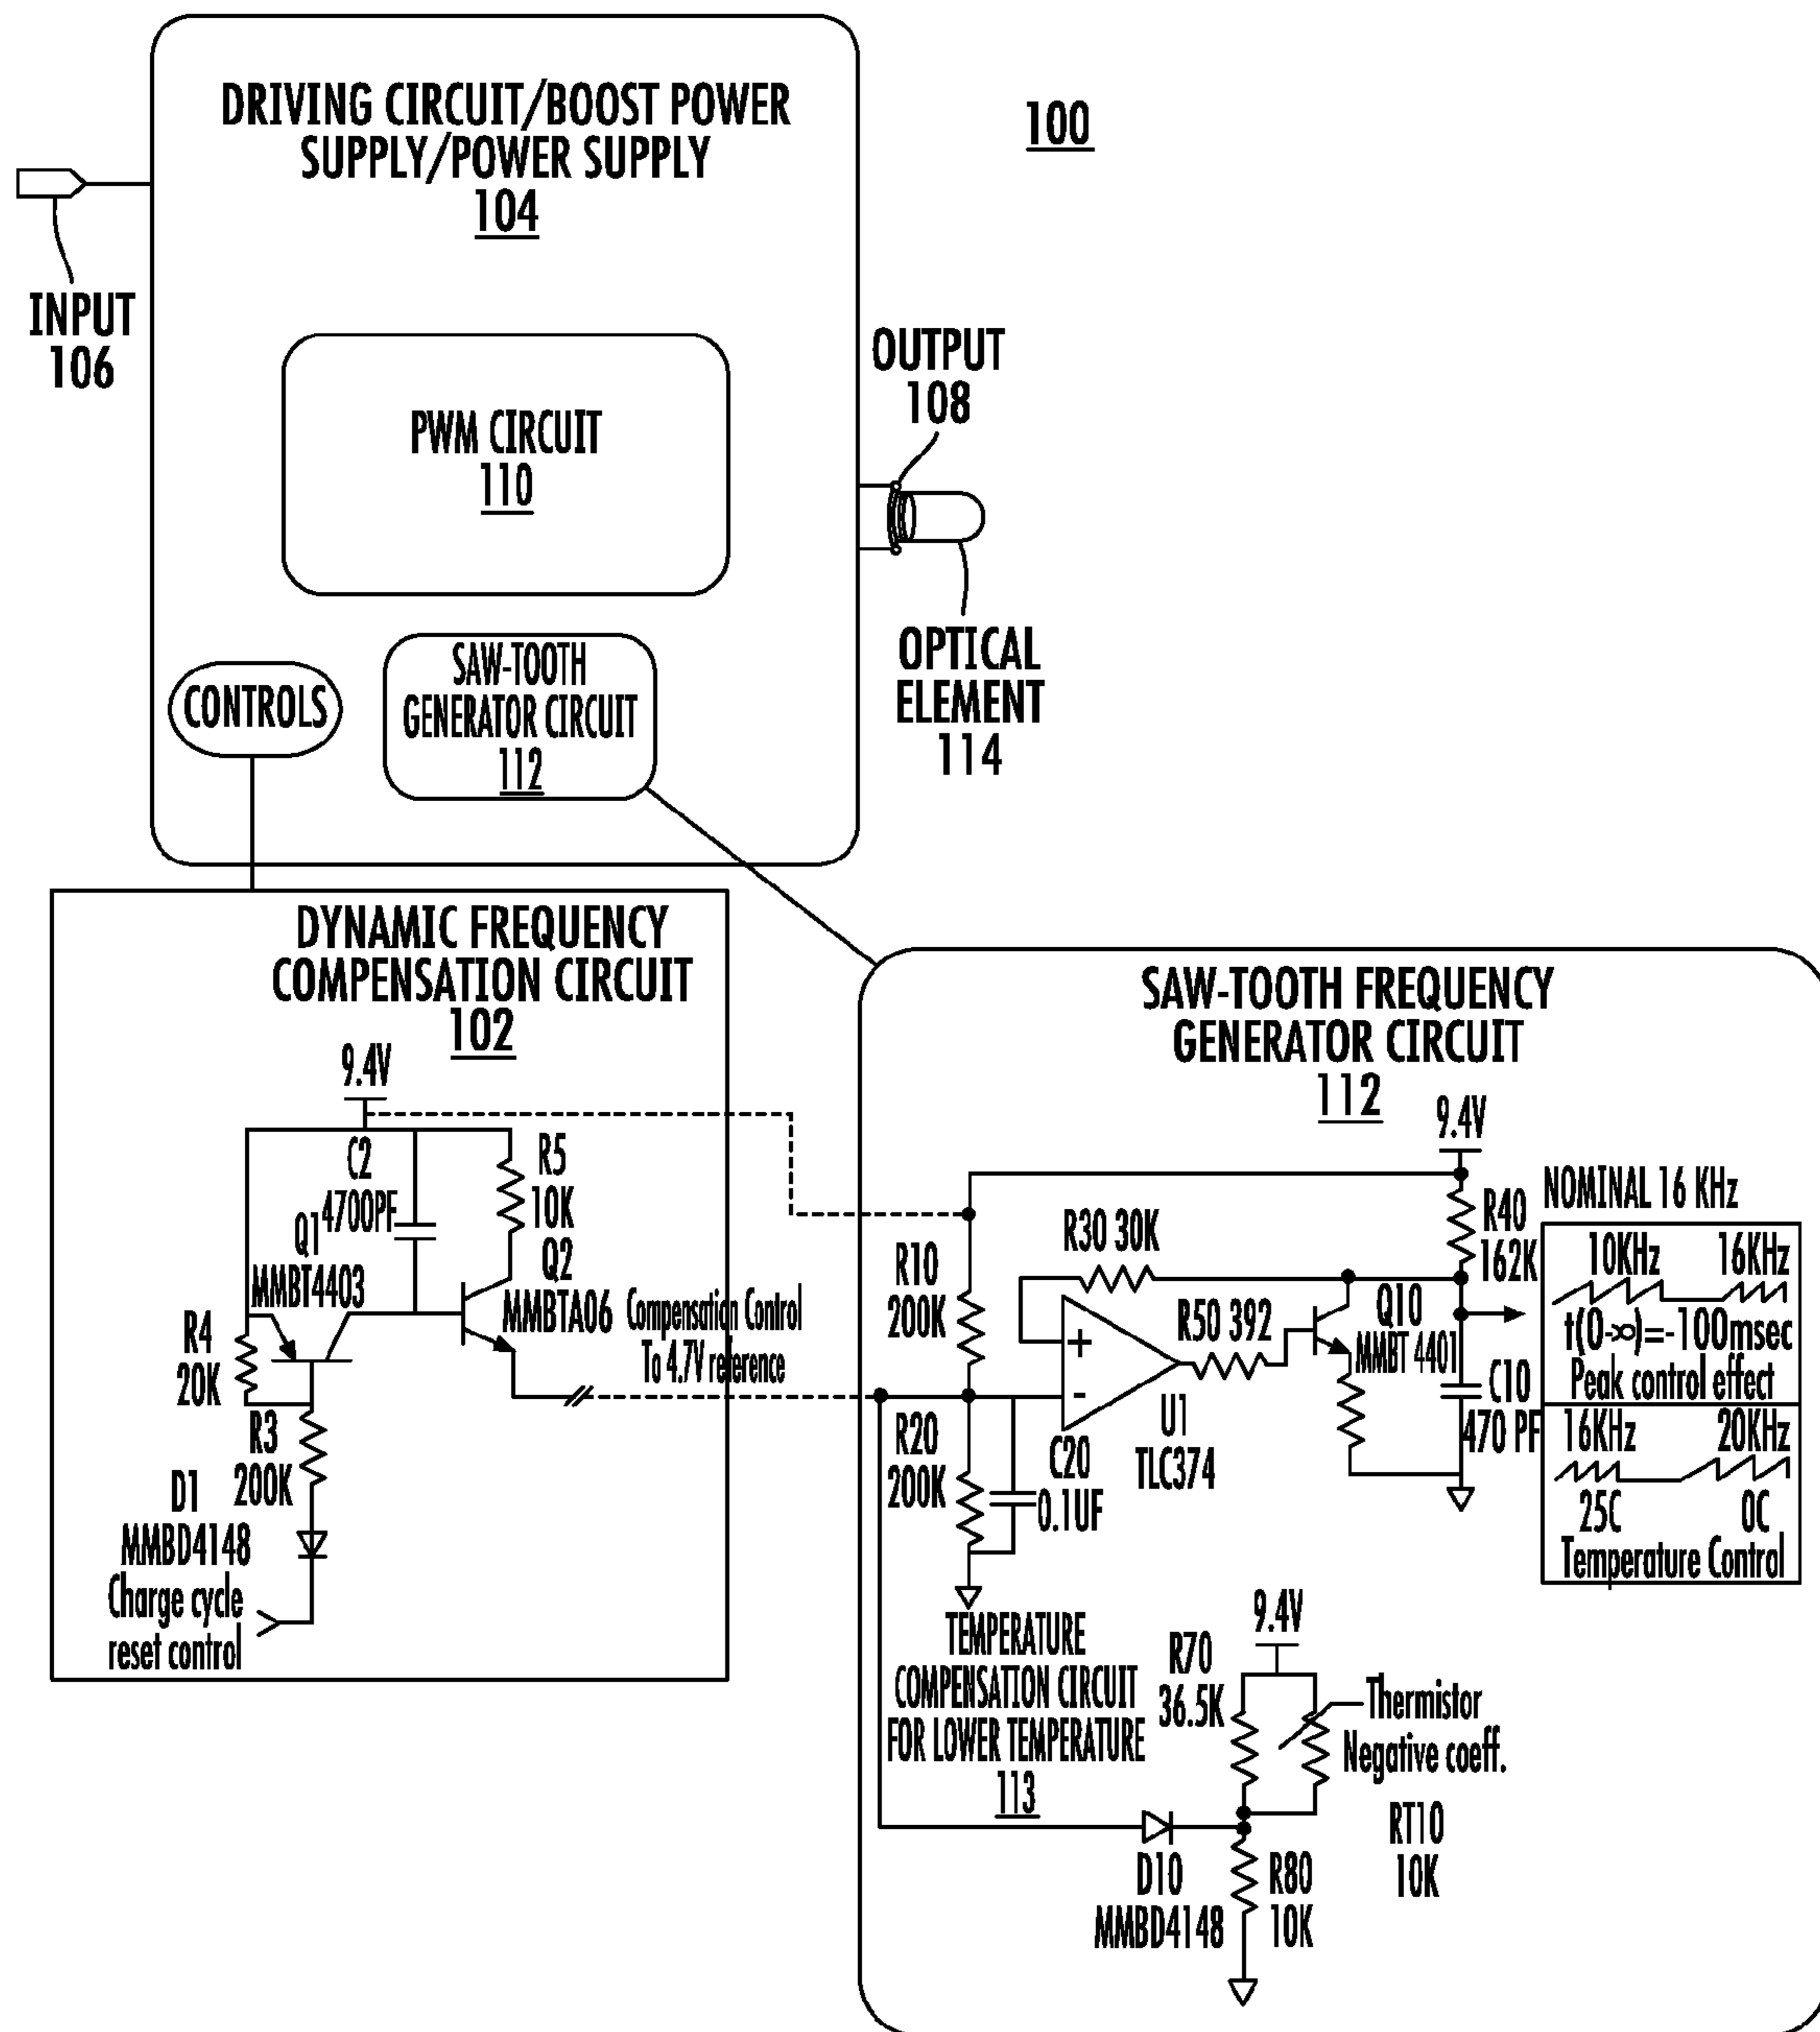 DRIVING CIRCUIT/BOOST POWER
SUPPLY/POWER SUPPLY
104
100
INPUT
106
PWM CIRCUIT
110
OUTPUT
108
OPTICAL
ELEMENT
114
CONTROLS
SAW-TOOTH
GENERATOR CIRCUIT
112
DYNAMIC FREQUENCY
COMPENSATION CIRCUIT
102
9.4V
C2
4700PF
R5
10K
Q1
MMBT4403
Q2
MMBTA06
R4
20K
R3
200K
D1
MMBD4148
Charge cycle
reset control
Compensation Control
To 4.7V reference
SAW-TOOTH FREQUENCY
GENERATOR CIRCUIT
112
9.4V
R40
162K
NOMINAL 16 KHz
10KHz 16KHz
t(0-∞)=-100msec
Peak control effect
16KHz 20KHz
25C 0C
Temperature Control
R30 30K
R10
200K
+
-
R50 392
Q10
MMBT 4401
C10
470 PF
U1
TLC374
R20
200K
C20
0.1UF
TEMPERATURE
COMPENSATION CIRCUIT
FOR LOWER TEMPERATURE
113
9.4V
R70
36.5K
Thermistor
Negative coeff.
RT10
10K
D10
MMBD4148
R80
10K